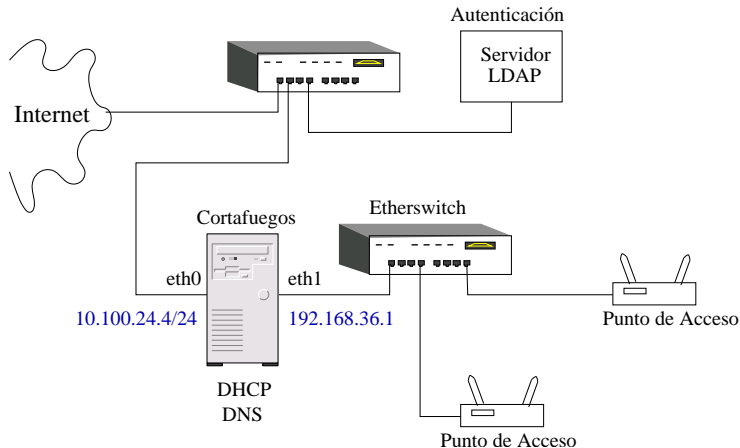 Autenticación
Servidor
LDAP
Internet
Cortafuegos
Etherswitch
eth0
eth1
10.100.24.4/24
192.168.36.1
Punto de Acceso
DHCP
DNS
Punto de Acceso